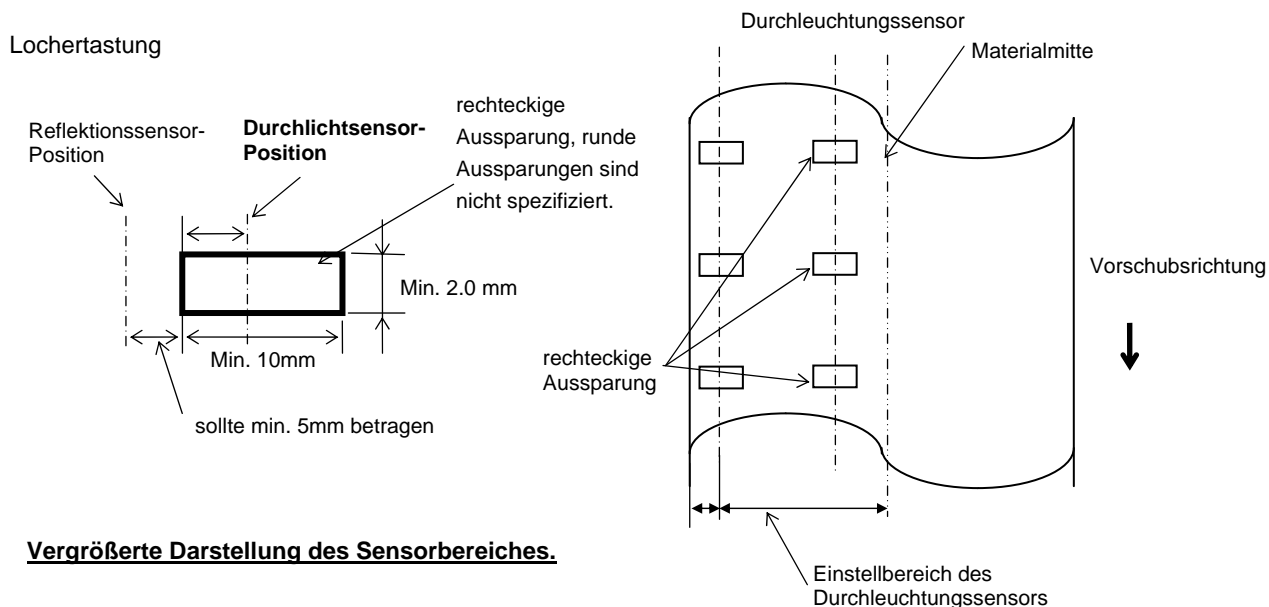 Lochertastung
Reflektionssensor-
Position
Durchlichtsensor-
Position
rechteckige
Aussparung, runde
Aussparungen sind
nicht spezifiziert.
Min. 2.0 mm
Min. 10mm
sollte min. 5mm betragen
Vergrößerte Darstellung des Sensorbereiches.
Durchleuchtungssensor
Materialmitte
Vorschubsrichtung
rechteckige
Aussparung
Einstellbereich des
Durchleuchtungssensors